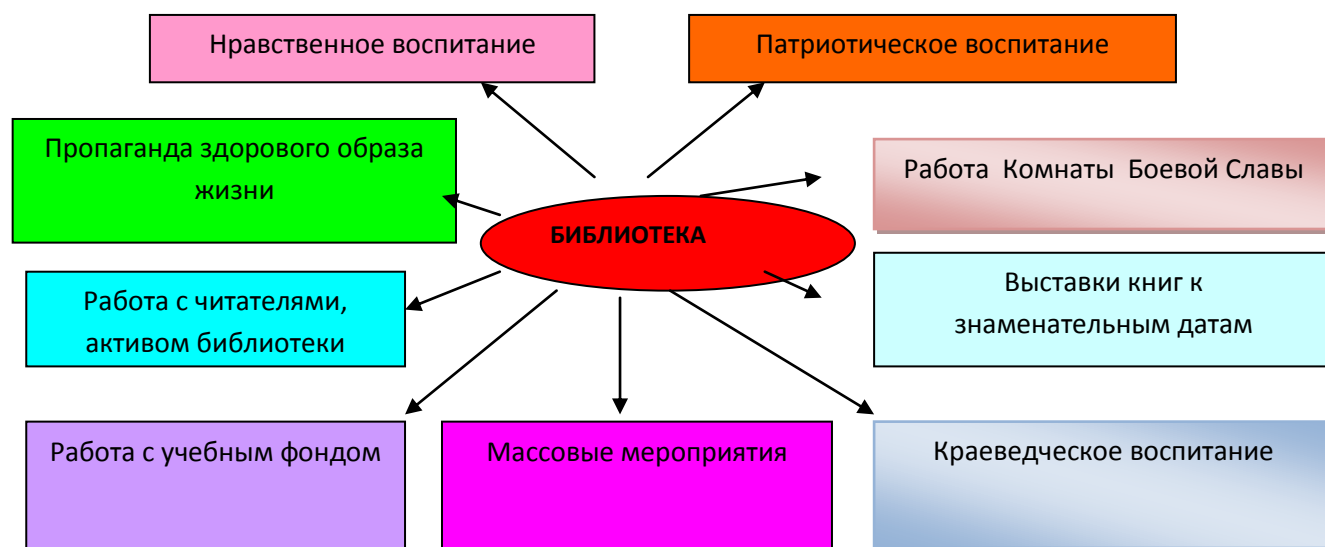 Нравственное воспитание
Патриотическое воспитание
Пропаганда здорового образа
жизни
Работа Комнаты Боевой Славы
БИБЛИОТЕКА
Работа с читателями,
активом библиотеки
Выставки книг к
знаменательным датам
Работа с учебным фондом
Массовые мероприятия
Краеведческое воспитание